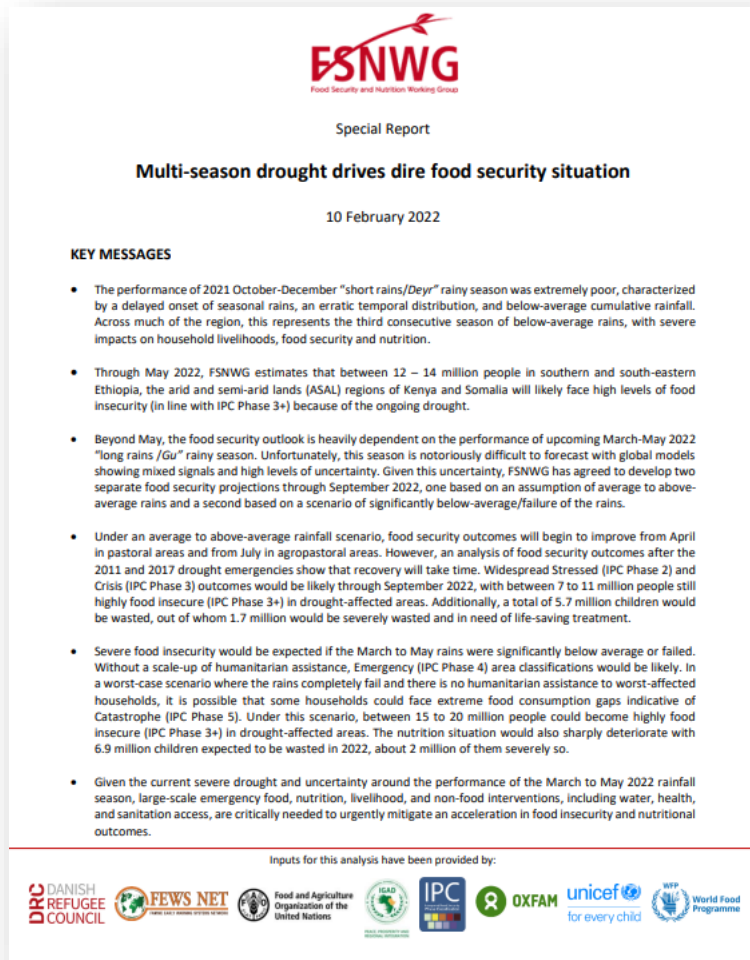 FSNWG
Food Security and Nutrition Working Group
Special Report
Multi-season drought drives dire food security situation
10 February 2022
KEY MESSAGES
• The performance of 2021 October-December "short rains/Deyr" rainy season was extremely poor, characterized
by a delayed onset of seasonal rains, an erratic temporal distribution, and below-average cumulative rainfall.
Across much of the region, this represents the third consecutive season of below-average rains, with severe
impacts on household livelihoods, food security and nutrition.
• Through May 2022, FSNWG estimates that between 12 – 14 million people in southern and south-eastern
Ethiopia, the arid and semi-arid lands (ASAL) regions of Kenya and Somalia will likely face high levels of food
insecurity (in line with IPC Phase 3+) because of the ongoing drought.
• Beyond May, the food security outlook is heavily dependent on the performance of upcoming March-May 2022
"long rains /Gu" rainy season. Unfortunately, this season is notoriously difficult to forecast with global models
showing mixed signals and high levels of uncertainty. Given this uncertainty, FSNWG has agreed to develop two
separate food security projections through September 2022, one based on an assumption of average to above-
average rains and a second based on a scenario of significantly below-average/failure of the rains.
• Under an average to above-average rainfall scenario, food security outcomes will begin to improve from April
in pastoral areas and from July in agropastoral areas. However, an analysis of food security outcomes after the
2011 and 2017 drought emergencies show that recovery will take time. Widespread Stressed (IPC Phase 2) and
Crisis (IPC Phase 3) outcomes would be likely through September 2022, with between 7 to 11 million people still
highly food insecure (IPC Phase 3+) in drought-affected areas. Additionally, a total of 5.7 million children would
be wasted, out of whom 1.7 million would be severely wasted and in need of life-saving treatment.
• Severe food insecurity would be expected if the March to May rains were significantly below average or failed.
Without a scale-up of humanitarian assistance, Emergency (IPC Phase 4) area classifications would be likely. In
a worst-case scenario where the rains completely fail and there is no humanitarian assistance to worst-affected
households, it is possible that some households could face extreme food consumption gaps indicative of
Catastrophe (IPC Phase 5). Under this scenario, between 15 to 20 million people could become highly food
insecure (IPC Phase 3+) in drought-affected areas. The nutrition situation would also sharply deteriorate with
6.9 million children expected to be wasted in 2022, about 2 million of them severely so.
• Given the current severe drought and uncertainty around the performance of the March to May 2022 rainfall
season, large-scale emergency food, nutrition, livelihood, and non-food interventions, including water, health,
and sanitation access, are critically needed to urgently mitigate an acceleration in food insecurity and nutritional
outcomes.
Inputs for this analysis have been provided by:
DRC DANISH
REFUGEE
COUNCIL
FEWS NET
FAMINE EARLY WARNING SYSTEMS NETWORK
Food and Agriculture
Organization of the
United Nations
IGAD
PEACE, PROSPERITY AND
REGIONAL INTEGRATION
IPC
OXFAM
unicef
for every child
WFP
World Food
Programme